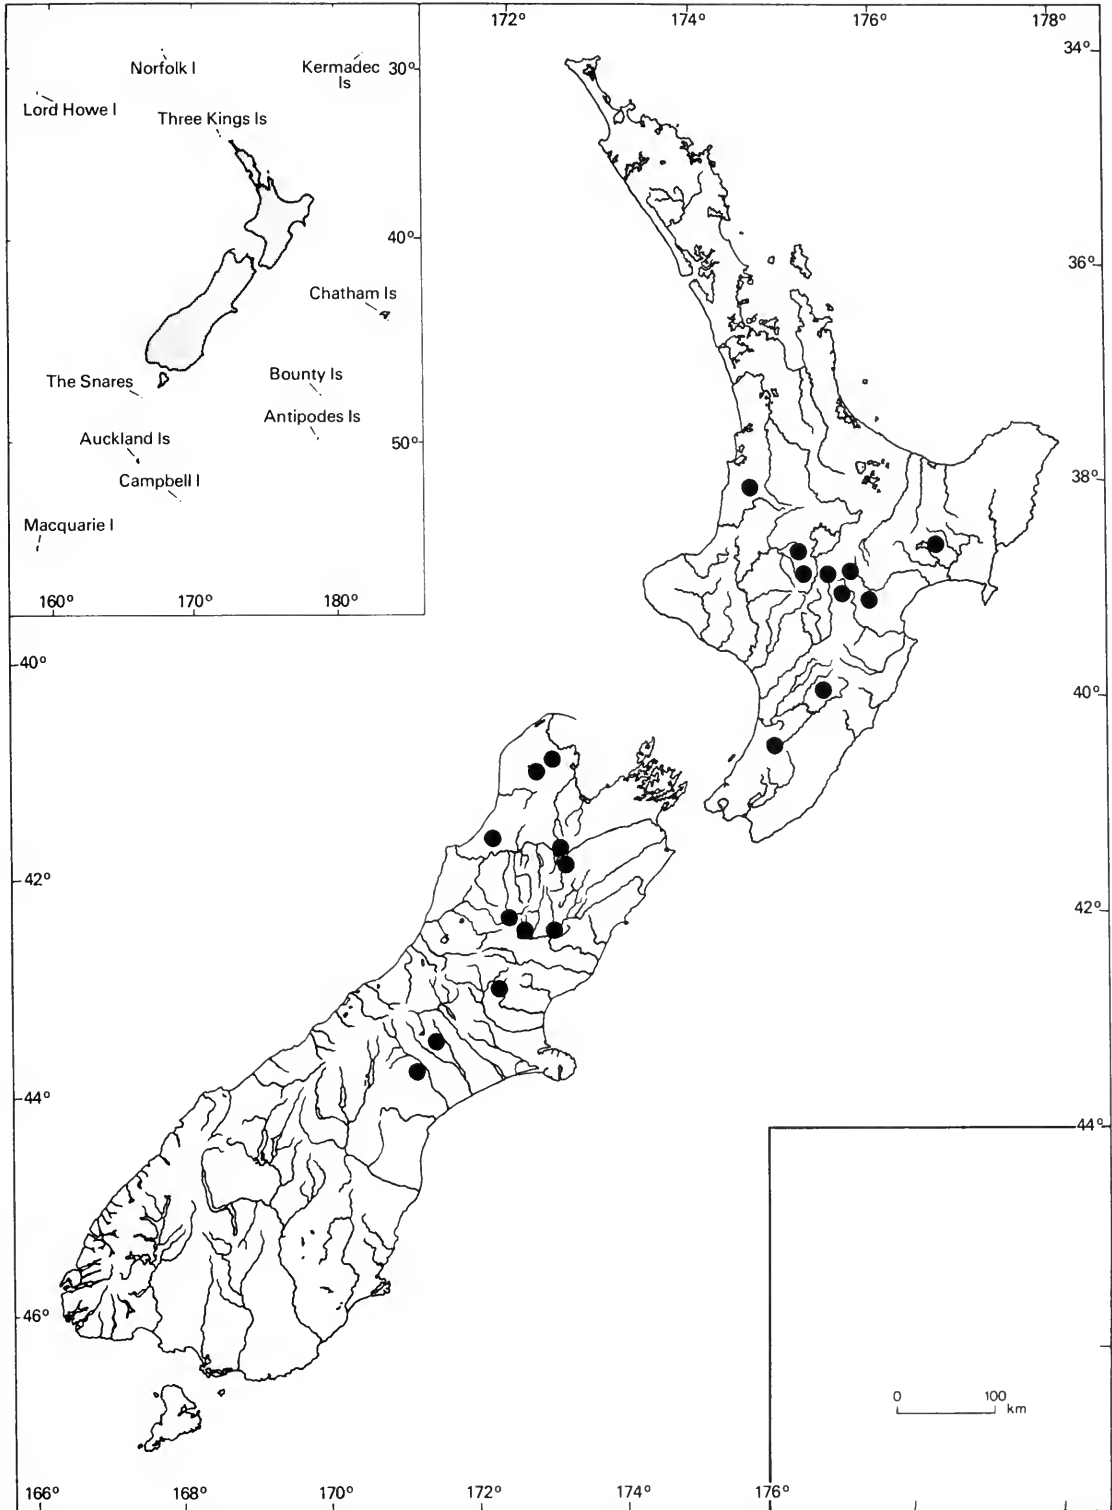 172° 174° 176° 178°
34°
Norfolk I
Kermadec Is
30°
Lord Howe I
Three Kings Is
40°
36°
Chatham Is
The Snares
Bounty Is
Antipodes Is
Auckland Is
50°
Campbell I
38°
Macquarie I
160° 170° 180°
40°
40°
42°
42°
44°
44°
46°
0 100
km
166° 168° 170° 172° 174° 176°